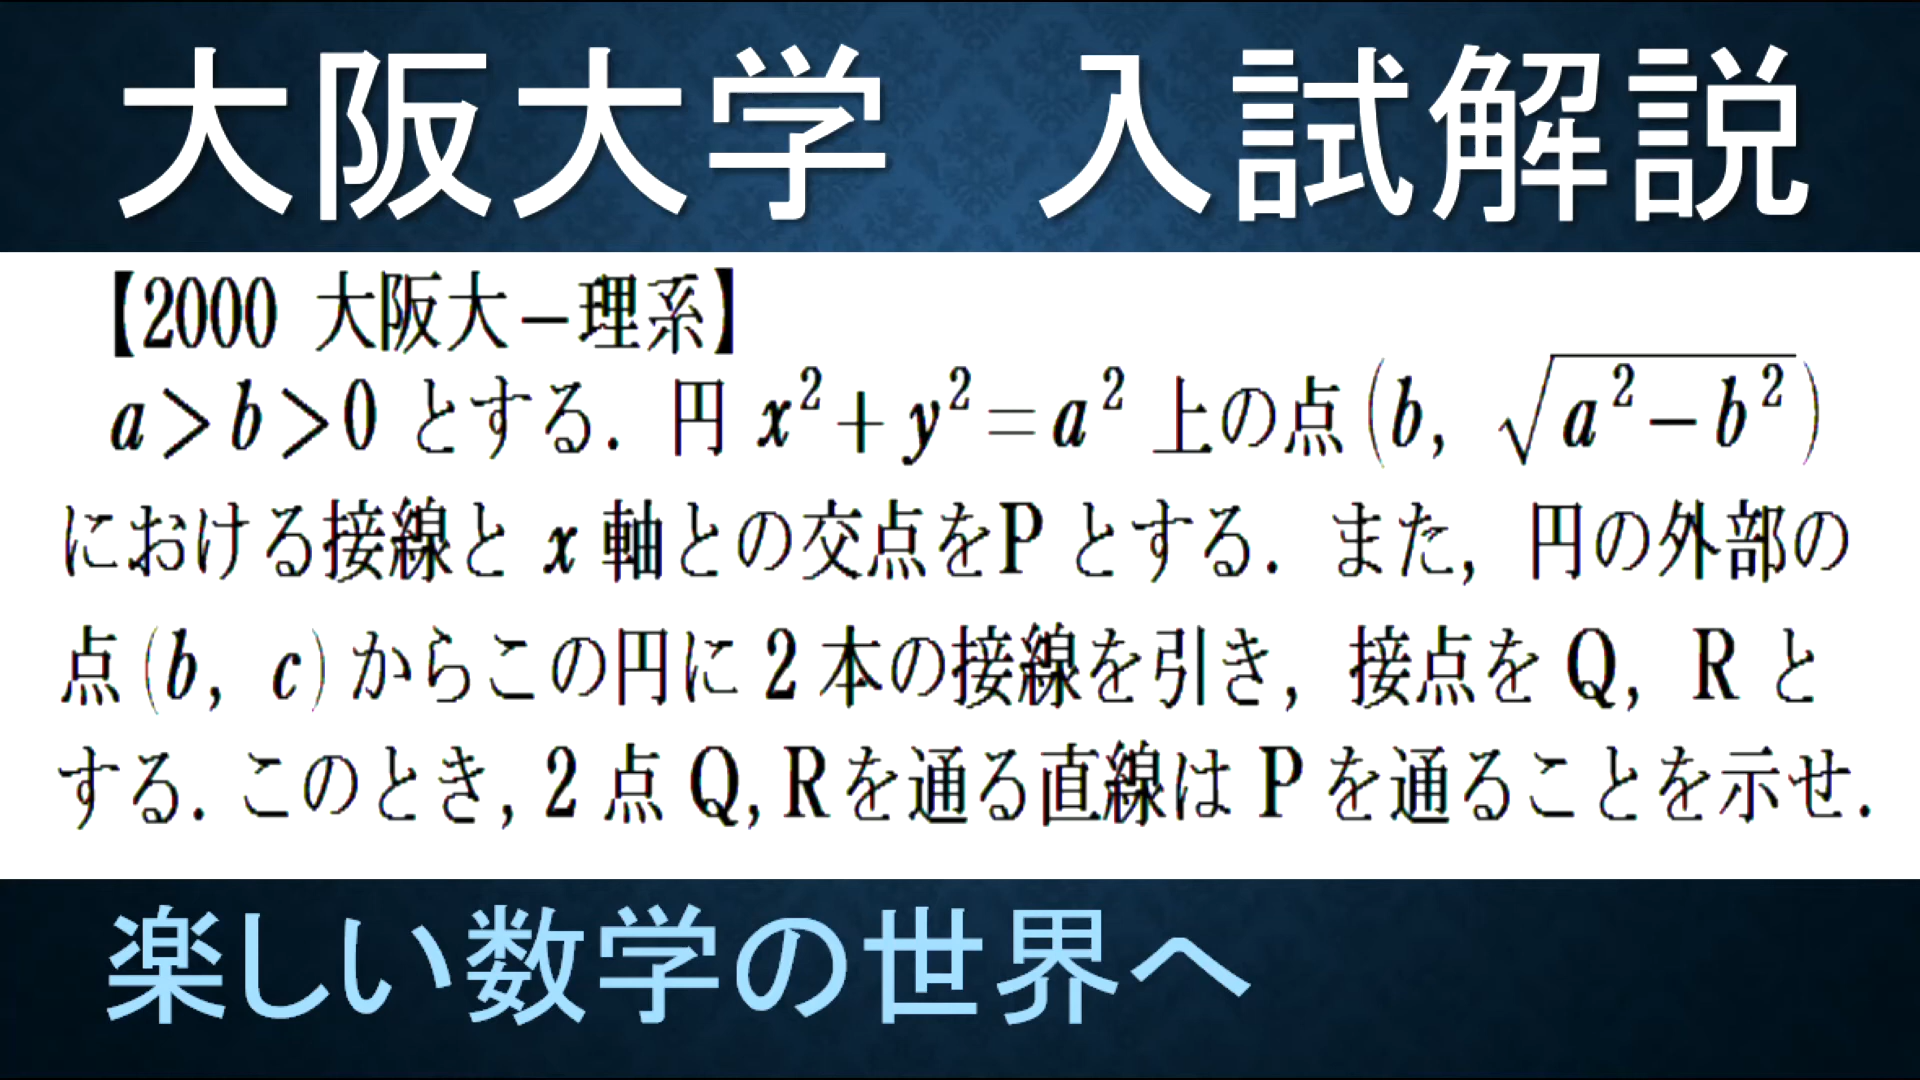 大阪大学 入試解説
【2000 大阪大－理系】
a＞b＞0 とする．円 x²＋y²＝a² 上の点 (b, √(a²－b²))
における接線と x 軸との交点をP とする．また，円の外部の
点(b, c)からこの円に 2 本の接線を引き，接点を Q，R と
する．このとき，2 点 Q, R を通る直線は P を通ることを示せ．
楽しい数学の世界へ